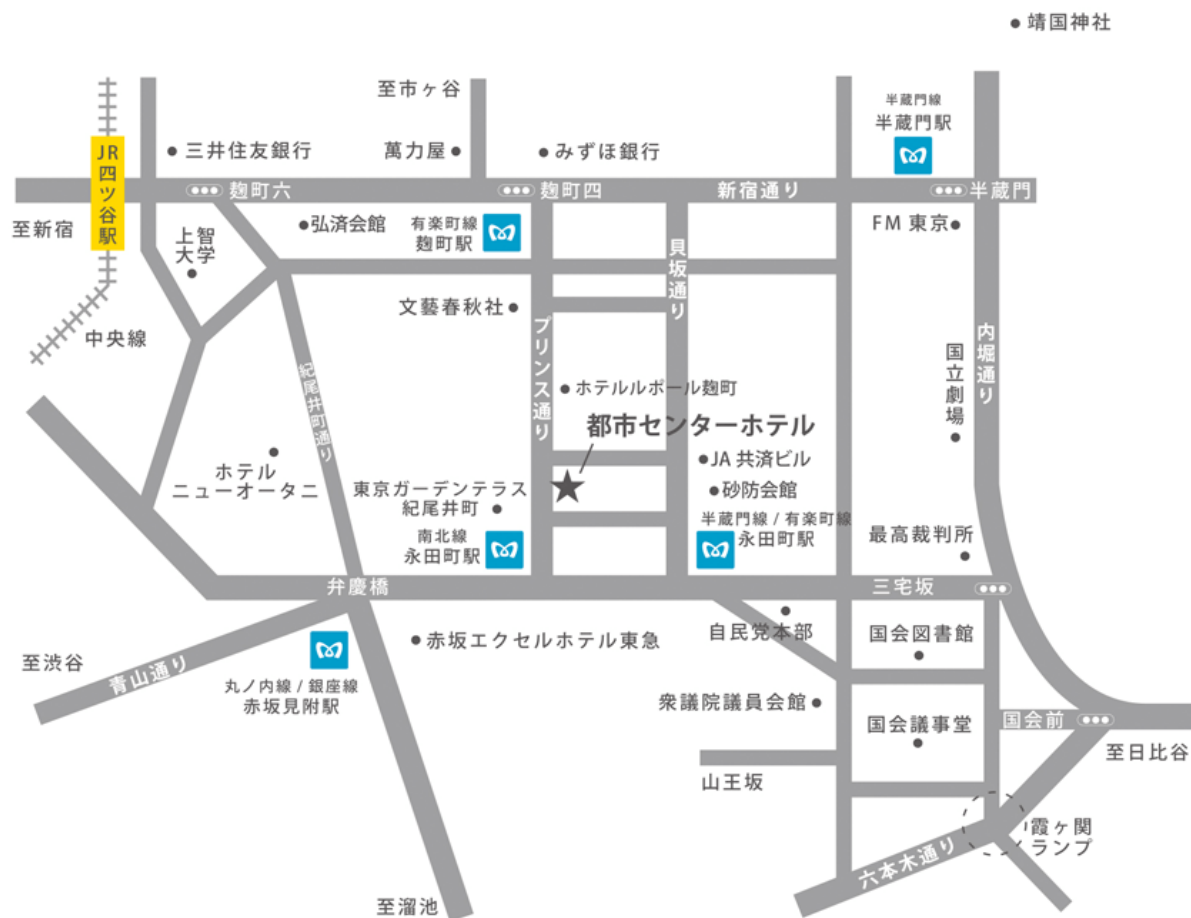 靖国神社
至市ヶ谷
半蔵門線
半蔵門駅
JR四ツ谷駅
三井住友銀行
萬力屋
みずほ銀行
麹町六
麹町四
新宿通り
半蔵門
至新宿
上智
大学
弘済会館
有楽町線
麹町駅
貝坂通り
FM 東京
中央線
文藝春秋社
プリンス通り
内堀通り
国立劇場
紀尾井町通り
ホテルルポール麹町
都市センターホテル
JA 共済ビル
ホテル
ニューオータニ
東京ガーデンテラス
紀尾井町
砂防会館
南北線
永田町駅
半蔵門線 / 有楽町線
永田町駅
最高裁判所
弁慶橋
三宅坂
赤坂エクセルホテル東急
自民党本部
国会図書館
至渋谷
青山通り
丸ノ内線 / 銀座線
赤坂見附駅
衆議院議員会館
国会議事堂
国会前
至日比谷
山王坂
霞ヶ関
ランプ
六本木通り
至溜池